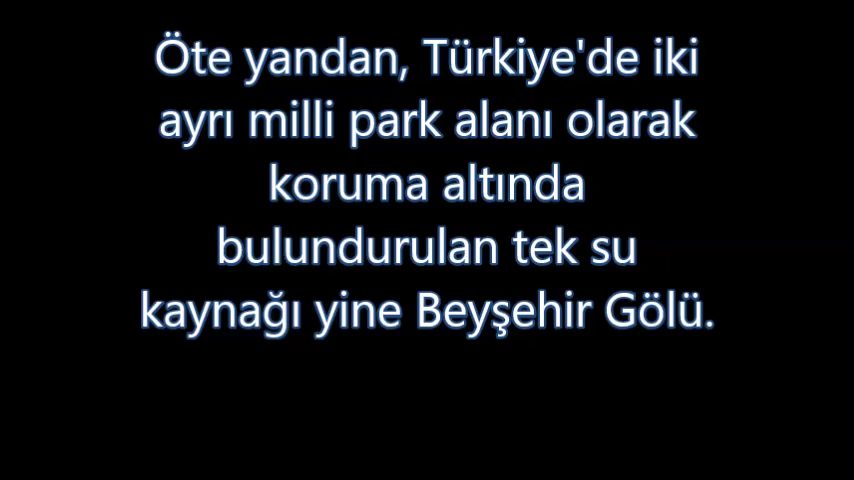 Öte yandan, Türkiye'de iki
ayrı milli park alanı olarak
koruma altında
bulundurulan tek su
kaynağı yine Beyşehir Gölü.